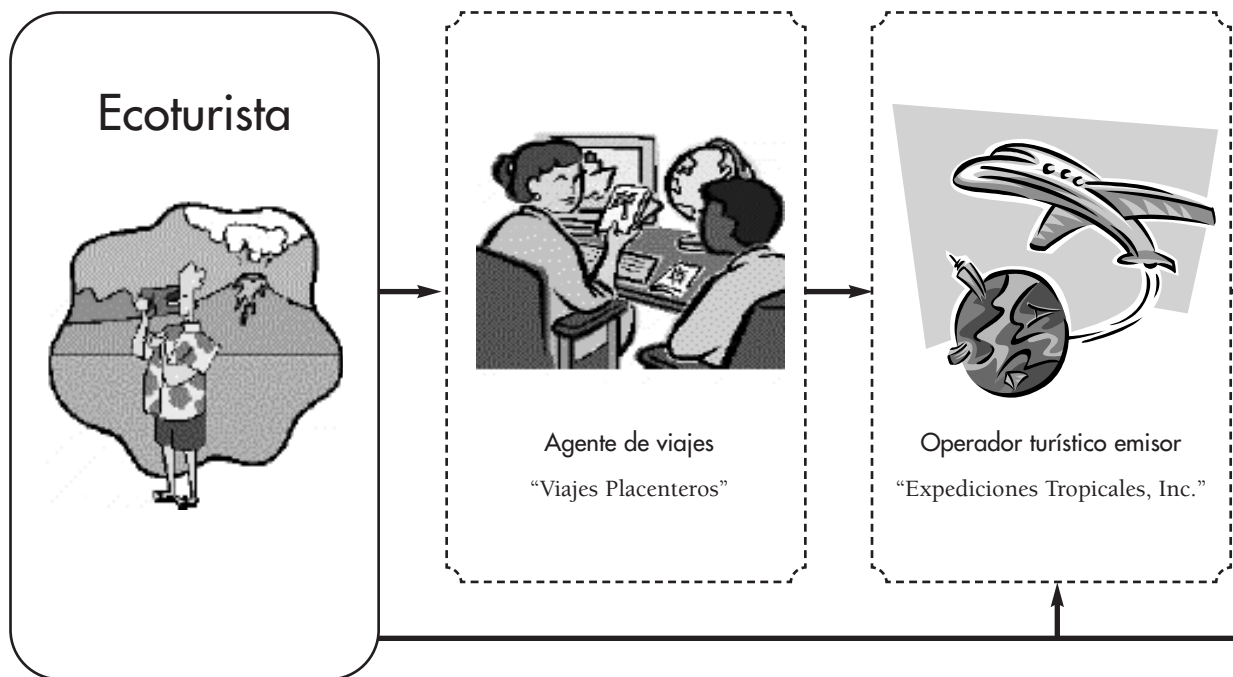 Ecoturista
Agente de viajes
“Viajes Placenteros”
Operador turístico emisor
“Expediciones Tropicales, Inc.”